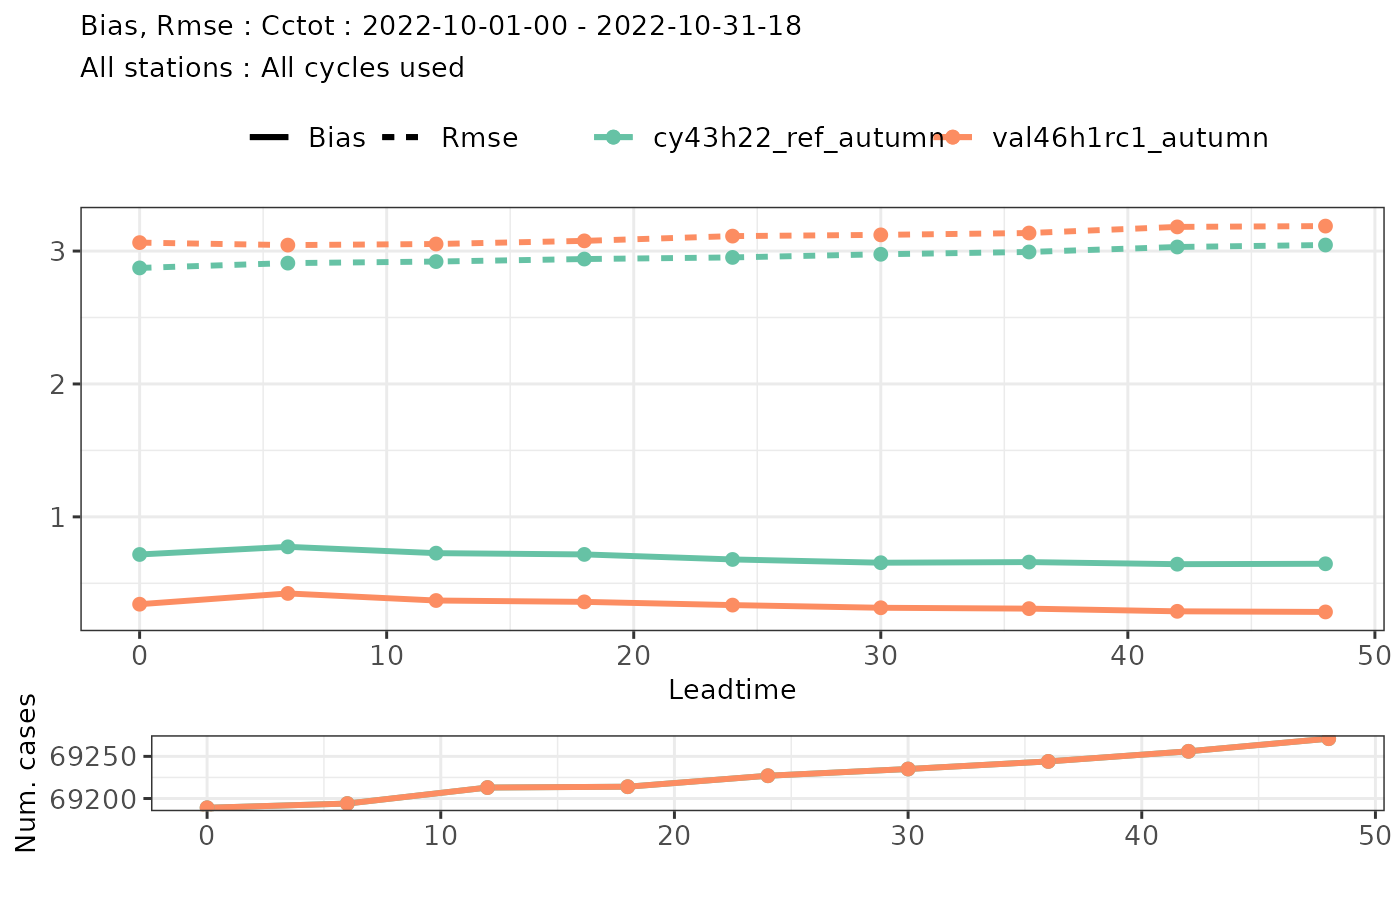 Bias, Rmse : Cctot : 2022-10-01-00 - 2022-10-31-18
All stations : All cycles used
Bias Rmse cy43h22_ref_autumn val46h1rc1_autumn
3
2
1
0 10 20 30 40 50
Leadtime
Num. cases
69250
69200
0 10 20 30 40 50